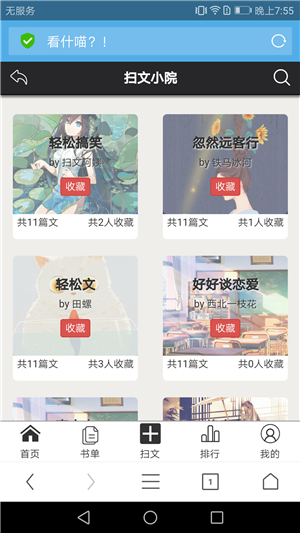 无服务 晚上7:55
看什喵？！
扫文小院
轻松搞笑
by 扫文阿姨
收藏
共11篇文 共2人收藏
忽然远客行
by 铁马冰河
收藏
共11篇文 共1人收藏
轻松文
by 田螺
收藏
共11篇文 共3人收藏
好好谈恋爱
by 西北一枝花
收藏
共11篇文 共0人收藏
首页 书单 扫文 排行 我的
1